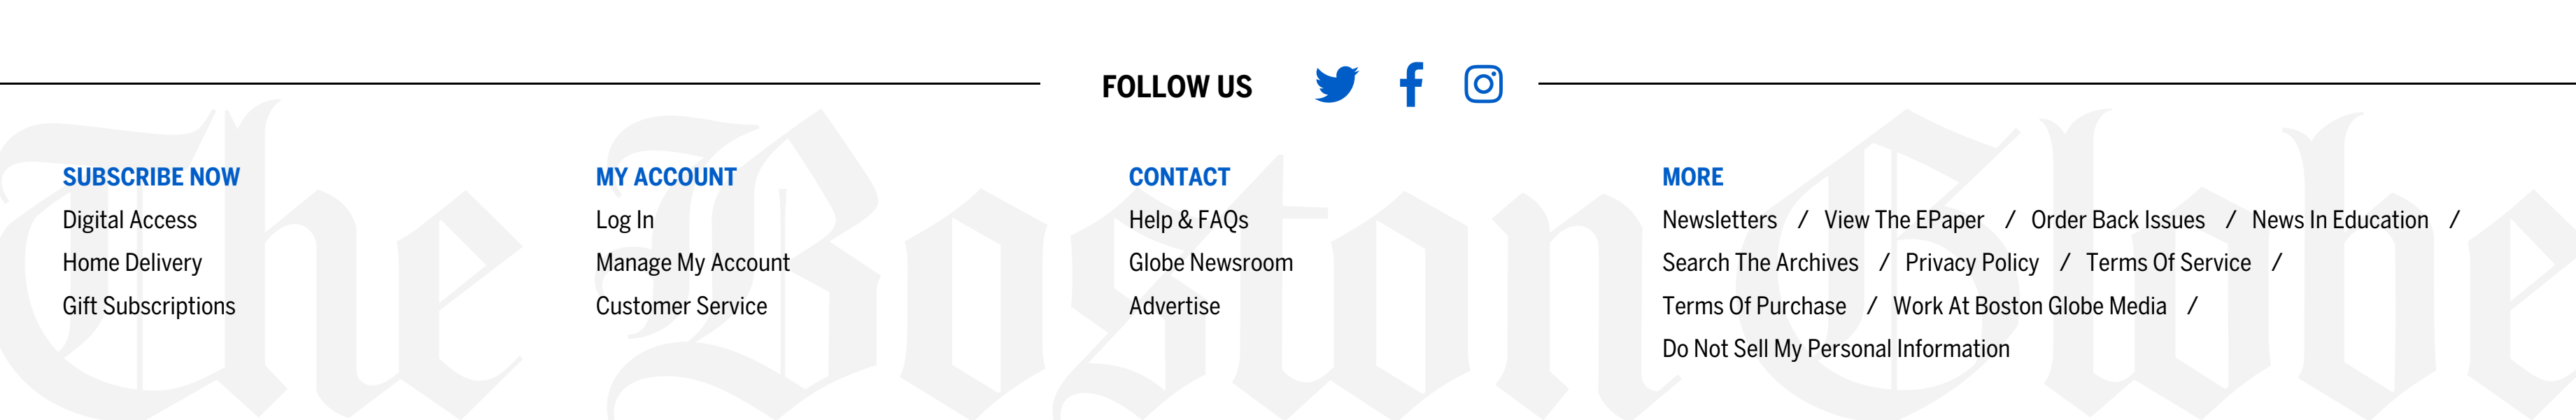 FOLLOW US
The Boston Globe
SUBSCRIBE NOW
Digital Access
Home Delivery
Gift Subscriptions
MY ACCOUNT
Log In
Manage My Account
Customer Service
CONTACT
Help & FAQs
Globe Newsroom
Advertise
MORE
Newsletters / View The EPaper / Order Back Issues / News In Education /
Search The Archives / Privacy Policy / Terms Of Service /
Terms Of Purchase / Work At Boston Globe Media /
Do Not Sell My Personal Information